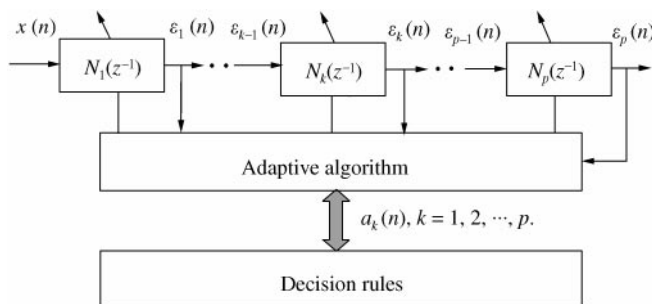 x (n) ε₁ (n) εₖ₋₁ (n) εₖ (n) εₚ₋₁ (n) εₚ (n)
N₁(z⁻¹) Nₖ(z⁻¹) Nₚ(z⁻¹)
Adaptive algorithm
aₖ (n), k = 1, 2, ···, p.
Decision rules